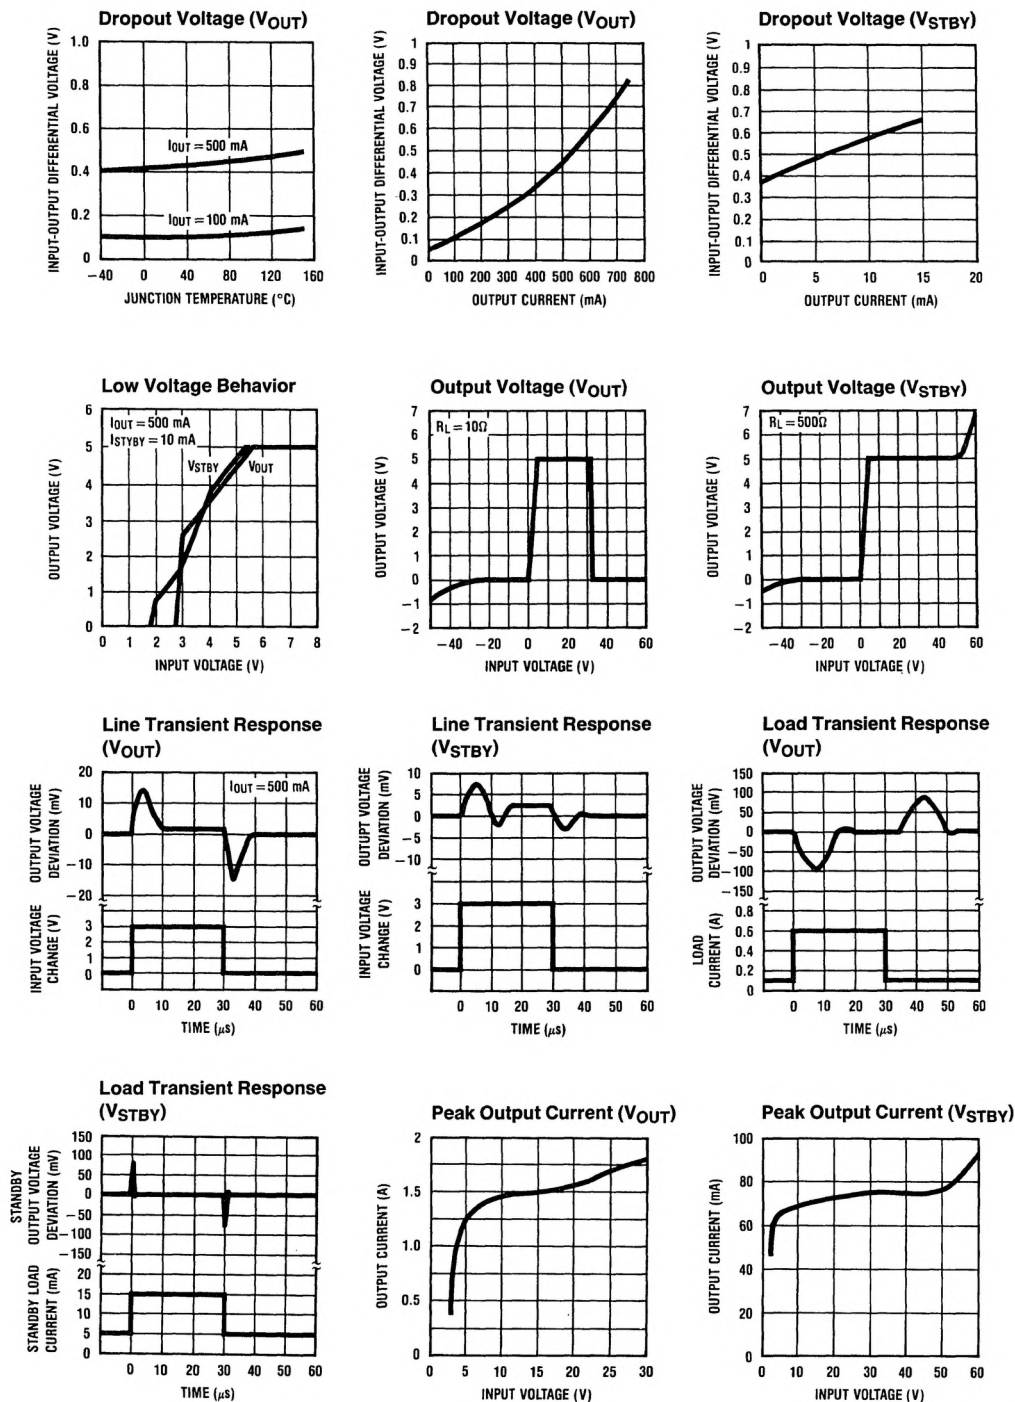 Dropout Voltage (VOUT)
INPUT-OUTPUT DIFFERENTIAL VOLTAGE (V)
1.0
0.8
0.6
0.4
0.2
0
IOUT = 500 mA
IOUT = 100 mA
−40 0 40 80 120 160
JUNCTION TEMPERATURE (°C)
Dropout Voltage (VOUT)
INPUT-OUTPUT DIFFERENTIAL VOLTAGE (V)
1
0.9
0.8
0.7
0.6
0.5
0.4
0.3
0.2
0.1
0 100 200 300 400 500 600 700 800
OUTPUT CURRENT (mA)
Dropout Voltage (VSTBY)
INPUT-OUTPUT DIFFERENTIAL VOLTAGE (V)
1
0.9
0.8
0.7
0.6
0.5
0.4
0.3
0.2
0.1
0
0 5 10 15 20
OUTPUT CURRENT (mA)
Low Voltage Behavior
OUTPUT VOLTAGE (V)
6
5
4
3
2
1
0
IOUT = 500 mA
ISTYBY = 10 mA
VSTBY VOUT
0 1 2 3 4 5 6 7 8
INPUT VOLTAGE (V)
Output Voltage (VOUT)
OUTPUT VOLTAGE (V)
7
6
5
4
3
2
1
0
−1
−2
RL = 10Ω
−40 −20 0 20 40 60
INPUT VOLTAGE (V)
Output Voltage (VSTBY)
OUTPUT VOLTAGE (V)
7
6
5
4
3
2
1
0
−1
−2
RL = 500Ω
−40 −20 0 20 40 60
INPUT VOLTAGE (V)
Line Transient Response
(VOUT)
OUTPUT VOLTAGE
DEVIATION (mV)
20
10
0
−10
−20
IOUT = 500 mA
INPUT VOLTAGE
CHANGE (V)
3
2
1
0
0 10 20 30 40 50 60
TIME (µs)
Line Transient Response
(VSTBY)
OUTUPT VOLTAGE
DEVIATION (mV)
10
5
0
−5
−10
INPUT VOLTAGE
CHANGE (V)
3
2
1
0
0 10 20 30 40 50 60
TIME (µs)
Load Transient Response
(VOUT)
OUTPUT VOLTAGE
DEVIATION (mV)
150
100
50
0
−50
−100
−150
LOAD
CURRENT (A)
0.8
0.6
0.4
0.2
0
0 10 20 30 40 50 60
TIME (µs)
Load Transient Response
(VSTBY)
STANDBY
OUTPUT VOLTAGE
DEVIATION (mV)
150
100
50
0
−50
−100
−150
STANDBY LOAD
CURRENT (mA)
20
15
10
5
0
0 10 20 30 40 50 60
TIME (µs)
Peak Output Current (VOUT)
OUTPUT CURRENT (A)
2
1.5
1.0
0.5
0
0 5 10 15 20 25 30
INPUT VOLTAGE (V)
Peak Output Current (VSTBY)
OUTPUT CURRENT (mA)
100
80
60
40
20
0
0 10 20 30 40 50 60
INPUT VOLTAGE (V)